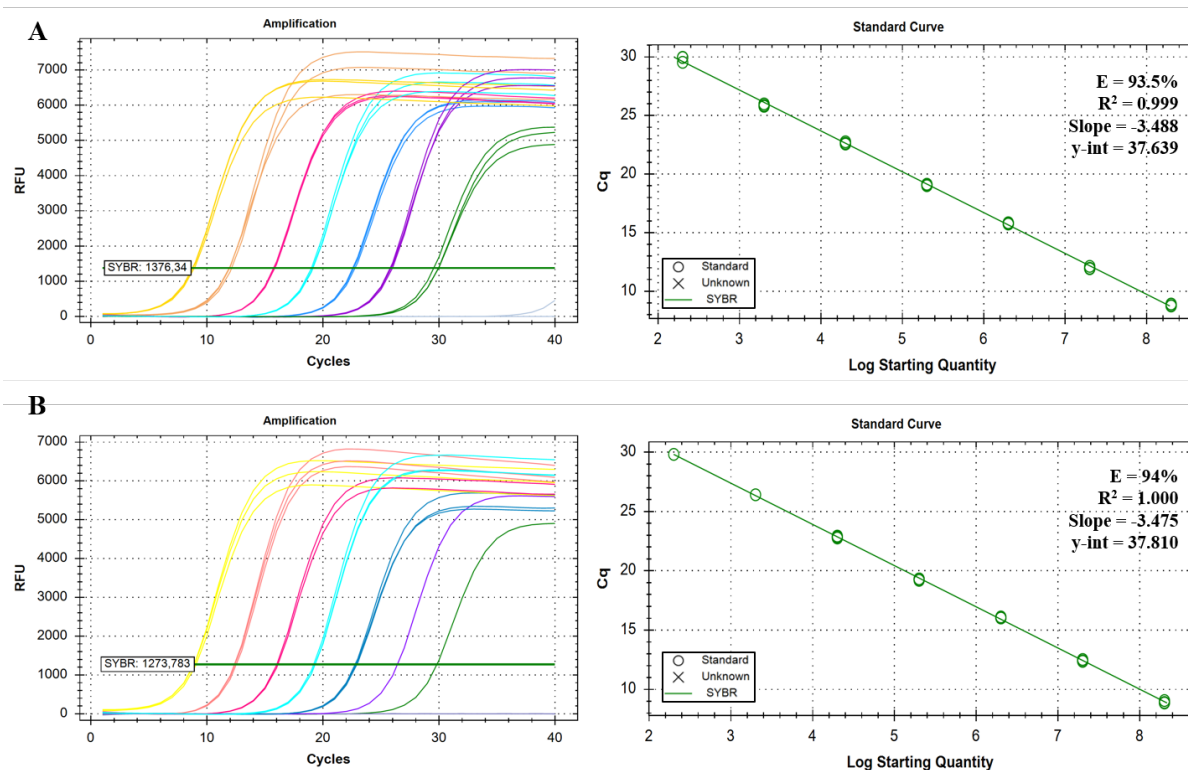 A
Amplification
RFU
7000
6000
5000
4000
3000
2000
1000
0
SYBR: 1376,34
0 10 20 30 40
Cycles
Standard Curve
Cq
30
25
20
15
10
E = 93.5%
R² = 0.999
Slope = -3.488
y-int = 37.639
Standard
Unknown
SYBR
2 3 4 5 6 7 8
Log Starting Quantity
B
Amplification
RFU
7000
6000
5000
4000
3000
2000
1000
0
SYBR: 1273,783
0 10 20 30 40
Cycles
Standard Curve
Cq
30
25
20
15
10
E = 94%
R² = 1.000
Slope = -3.475
y-int = 37.810
Standard
Unknown
SYBR
2 3 4 5 6 7 8
Log Starting Quantity